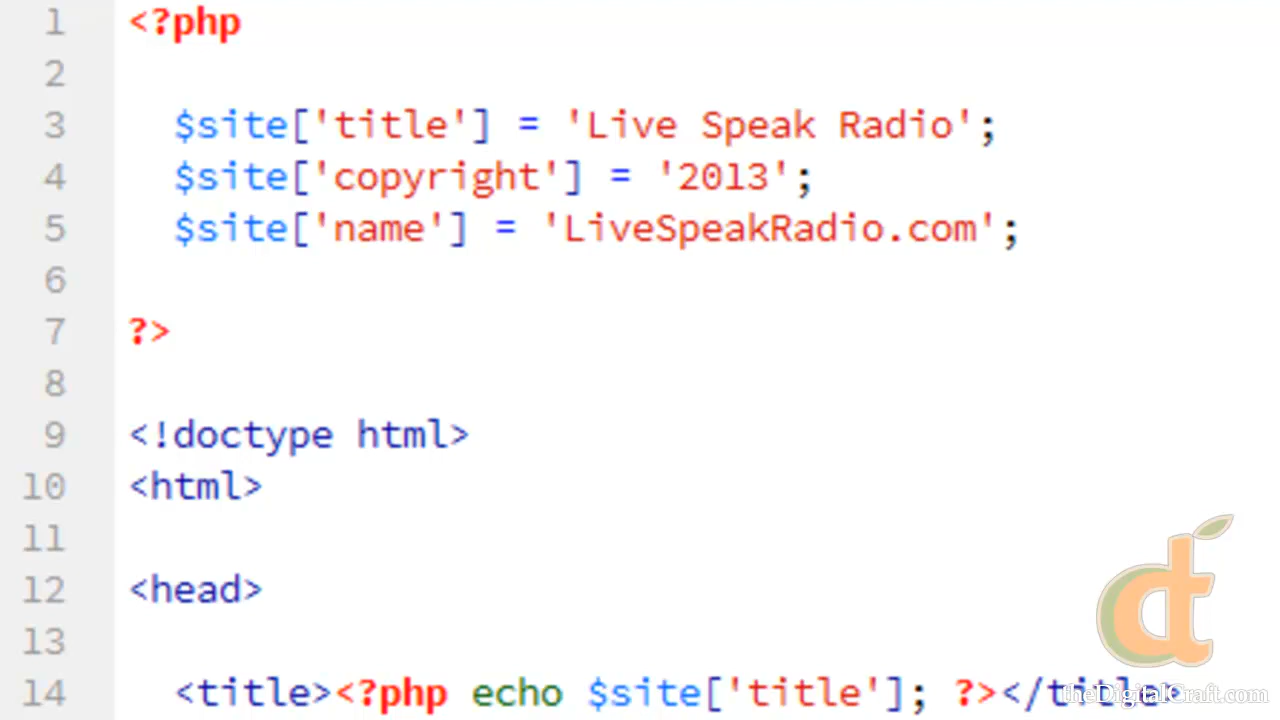 1 <?php
2
3 $site['title'] = 'Live Speak Radio';
4 $site['copyright'] = '2013';
5 $site['name'] = 'LiveSpeakRadio.com';
6
7 ?>
8
9 <!doctype html>
10 <html>
11
12 <head>
13
14 <title><?php echo $site['title']; ?></title>
theDigitalCraft.com